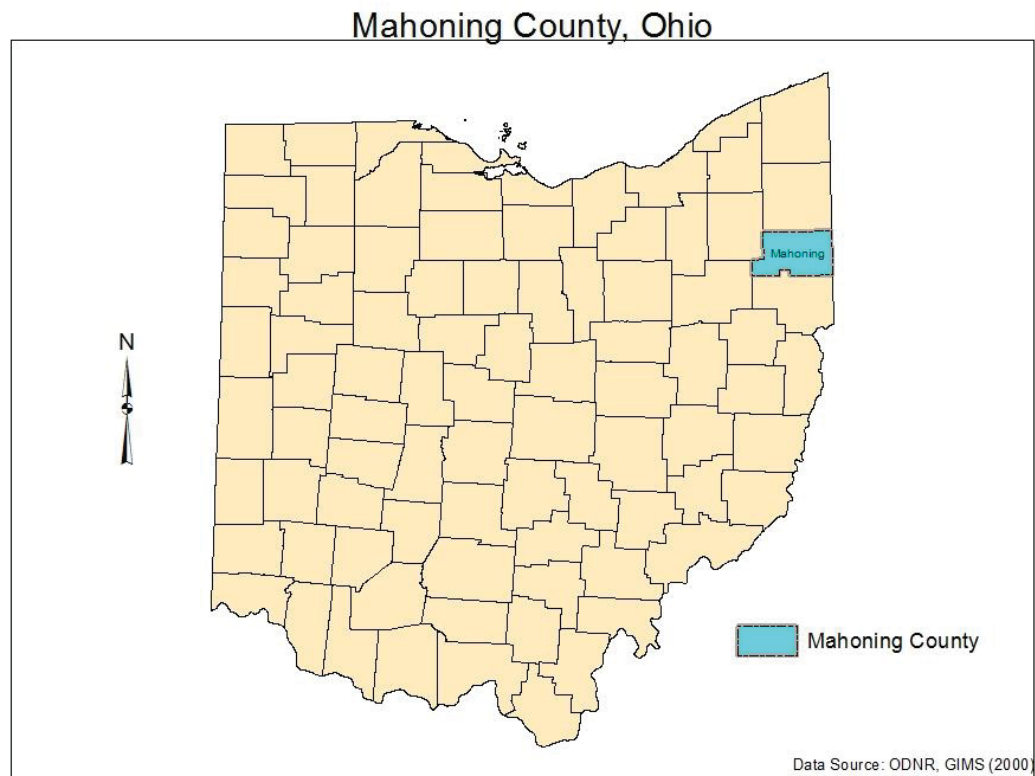 Mahoning County, Ohio
Mahoning
N
Mahoning County
Data Source: ODNR, GIMS (2000)